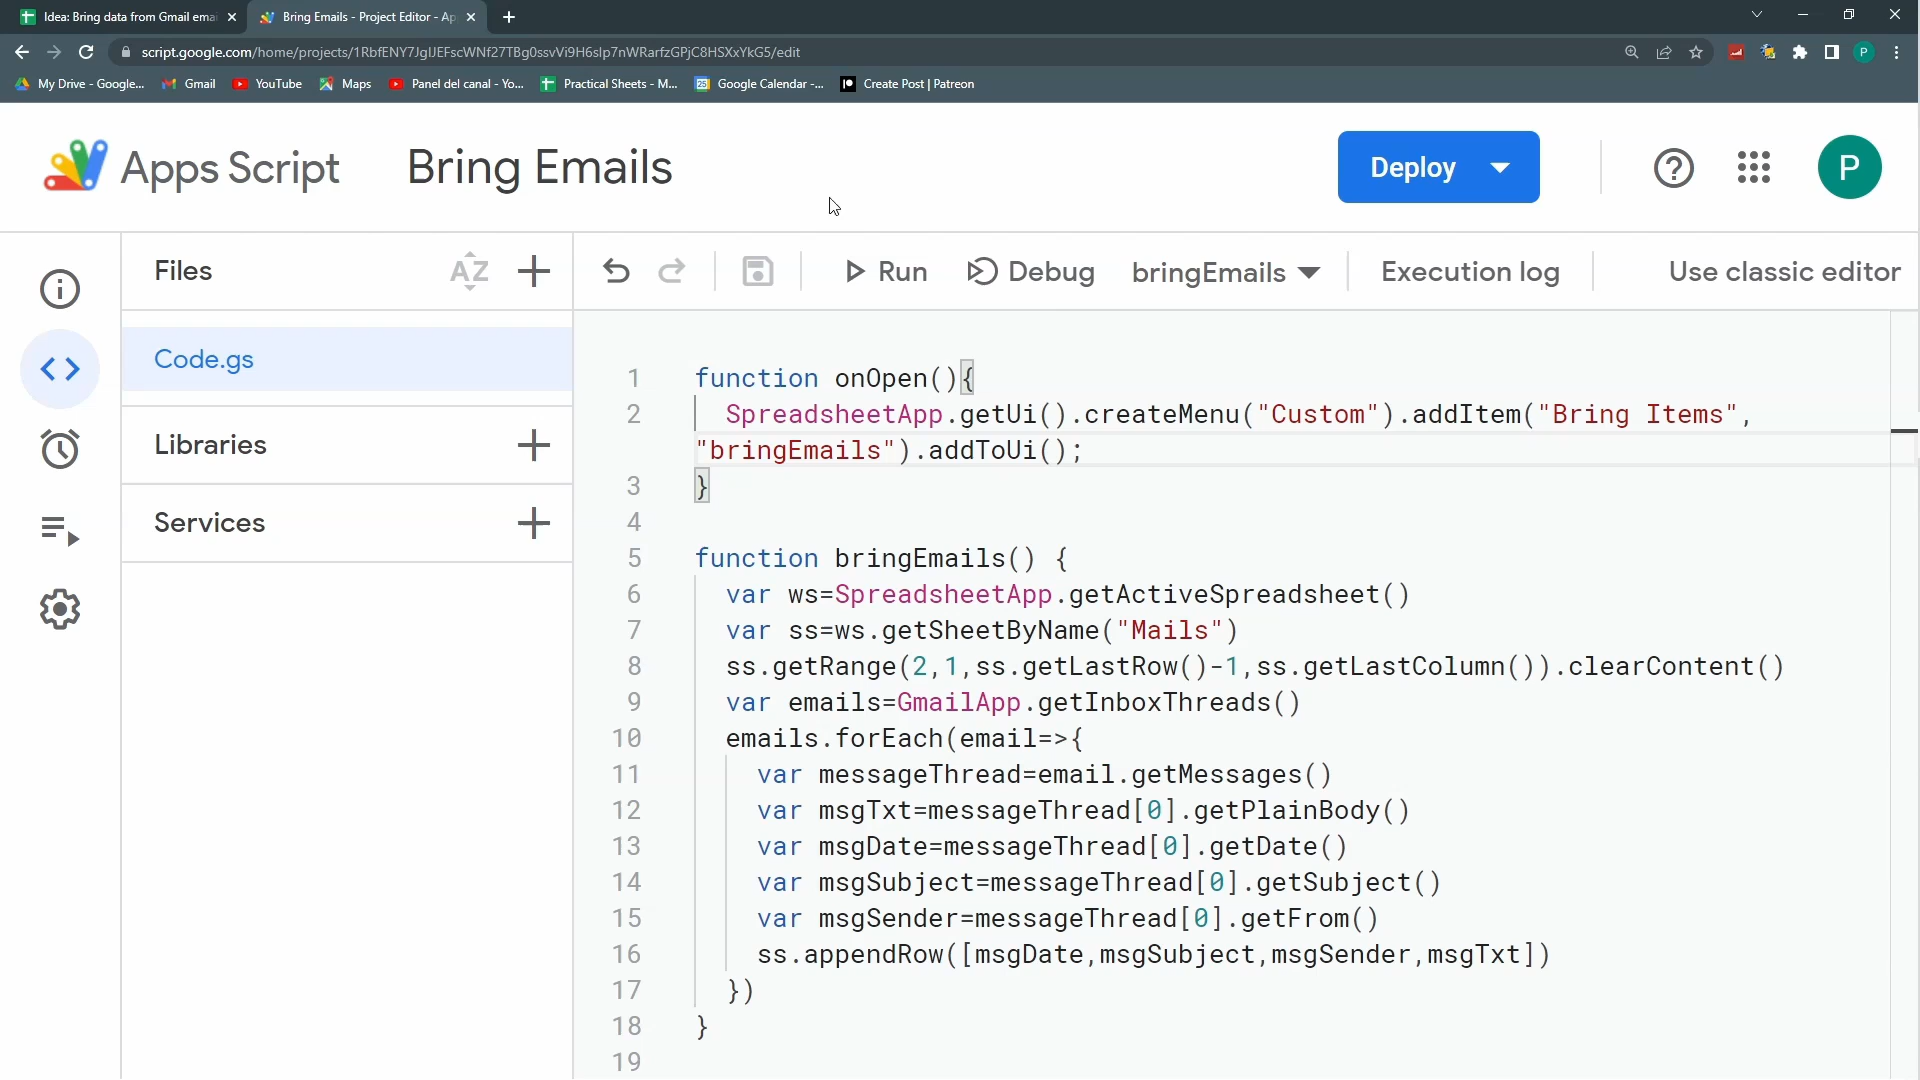 Idea: Bring data from Gmail emai
Bring Emails - Project Editor - Ap
script.google.com/home/projects/1RbfENY7JgIJEFscWNf27TBg0ssvVi9H6slp7nWRarfzGPjC8HSXxYkG5/edit
P
My Drive - Google...
Gmail
YouTube
Maps
Panel del canal - Yo...
Practical Sheets - M...
Google Calendar -...
Create Post | Patreon
Apps Script
Bring Emails
Deploy
P
Files
AZ
Run
Debug
bringEmails
Execution log
Use classic editor
Code.gs
Libraries
Services
1 function onOpen(){
2 SpreadsheetApp.getUi().createMenu("Custom").addItem("Bring Items",
"bringEmails").addToUi();
3 }
4
5 function bringEmails() {
6 var ws=SpreadsheetApp.getActiveSpreadsheet()
7 var ss=ws.getSheetByName("Mails")
8 ss.getRange(2,1,ss.getLastRow()-1,ss.getLastColumn()).clearContent()
9 var emails=GmailApp.getInboxThreads()
10 emails.forEach(email=>{
11 var messageThread=email.getMessages()
12 var msgTxt=messageThread[0].getPlainBody()
13 var msgDate=messageThread[0].getDate()
14 var msgSubject=messageThread[0].getSubject()
15 var msgSender=messageThread[0].getFrom()
16 ss.appendRow([msgDate,msgSubject,msgSender,msgTxt])
17 })
18 }
19